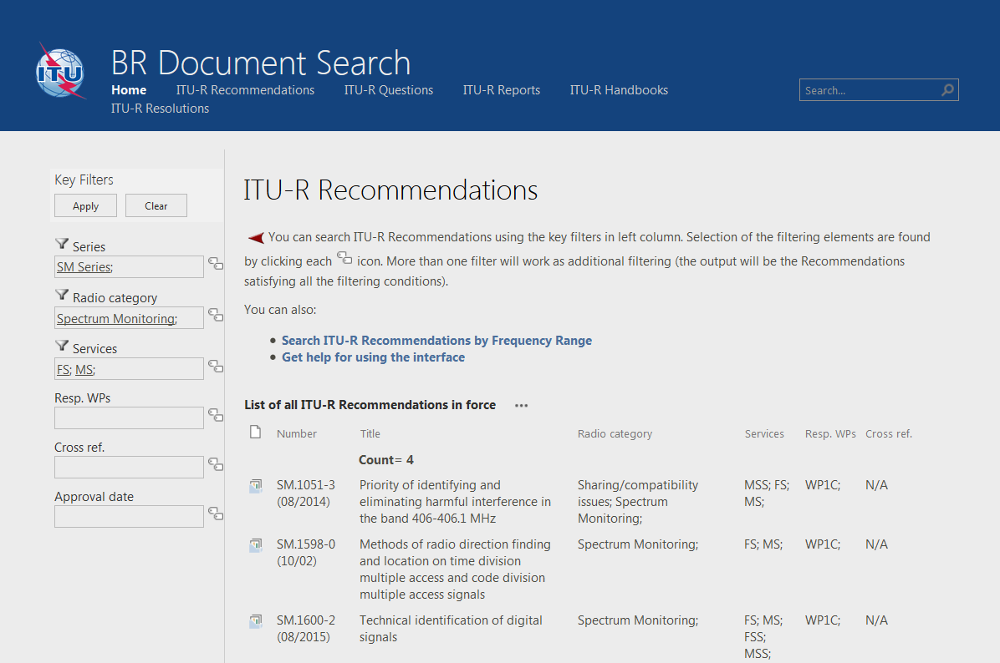 ITU
BR Document Search
Home ITU-R Recommendations ITU-R Questions ITU-R Reports ITU-R Handbooks
ITU-R Resolutions
Search...
Key Filters
Apply Clear
Series
SM Series;
Radio category
Spectrum Monitoring;
Services
FS; MS;
Resp. WPs
Cross ref.
Approval date
ITU-R Recommendations
You can search ITU-R Recommendations using the key filters in left column. Selection of the filtering elements are found
by clicking each icon. More than one filter will work as additional filtering (the output will be the Recommendations
satisfying all the filtering conditions).
You can also:
• Search ITU-R Recommendations by Frequency Range
• Get help for using the interface
List of all ITU-R Recommendations in force ...
Number Title Radio category Services Resp. WPs Cross ref.
Count= 4
SM.1051-3 Priority of identifying and Sharing/compatibility MSS; FS; WP1C; N/A
(08/2014) eliminating harmful interference in issues; Spectrum MS;
the band 406-406.1 MHz Monitoring;
SM.1598-0 Methods of radio direction finding Spectrum Monitoring; FS; MS; WP1C; N/A
(10/02) and location on time division
multiple access and code division
multiple access signals
SM.1600-2 Technical identification of digital Spectrum Monitoring; FS; MS; WP1C; N/A
(08/2015) signals FSS;
MSS;